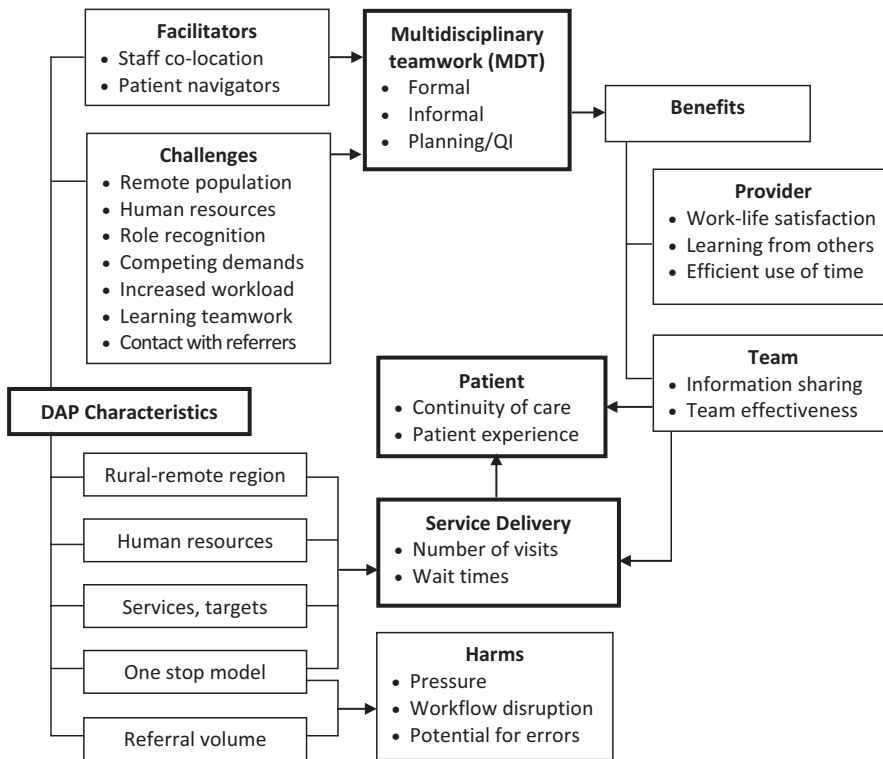 Facilitators
• Staff co-location
• Patient navigators
Multidisciplinary
teamwork (MDT)
• Formal
• Informal
• Planning/QI
Benefits
Challenges
• Remote population
• Human resources
• Role recognition
• Competing demands
• Increased workload
• Learning teamwork
• Contact with referrers
Provider
• Work-life satisfaction
• Learning from others
• Efficient use of time
Team
• Information sharing
• Team effectiveness
Patient
• Continuity of care
• Patient experience
DAP Characteristics
Rural-remote region
Human resources
Services, targets
One stop model
Referral volume
Service Delivery
• Number of visits
• Wait times
Harms
• Pressure
• Workflow disruption
• Potential for errors